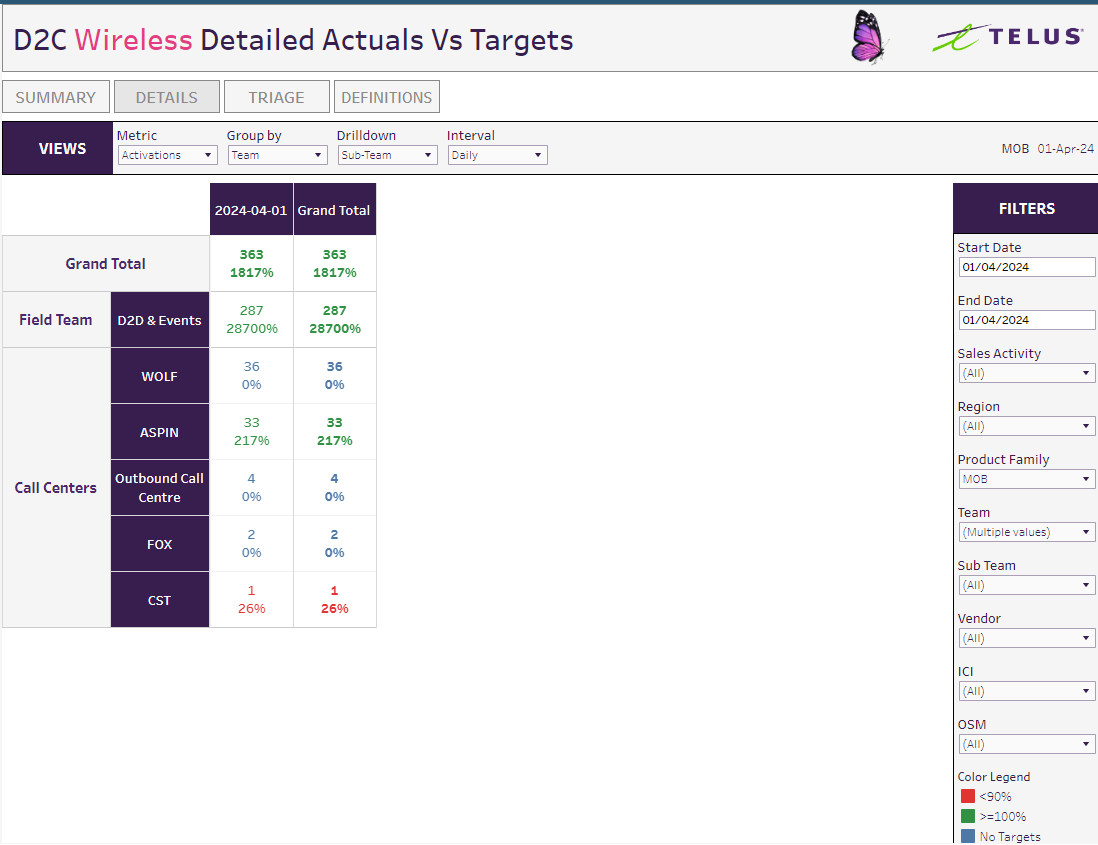 D2C Wireless Detailed Actuals Vs Targets
TELUS
SUMMARY DETAILS TRIAGE DEFINITIONS
VIEWS
Metric Group by Drilldown Interval
Activations Team Sub-Team Daily
MOB 01-Apr-24
2024-04-01 Grand Total
Grand Total
363 363
1817% 1817%
Field Team D2D & Events
287 287
28700% 28700%
Call Centers
WOLF
36 36
0% 0%
ASPIN
33 33
217% 217%
Outbound Call
Centre
4 4
0% 0%
FOX
2 2
0% 0%
CST
1 1
26% 26%
FILTERS
Start Date
01/04/2024
End Date
01/04/2024
Sales Activity
(All)
Region
(All)
Product Family
MOB
Team
(Multiple values)
Sub Team
(All)
Vendor
(All)
ICI
(All)
OSM
(All)
Color Legend
<90%
>=100%
No Targets